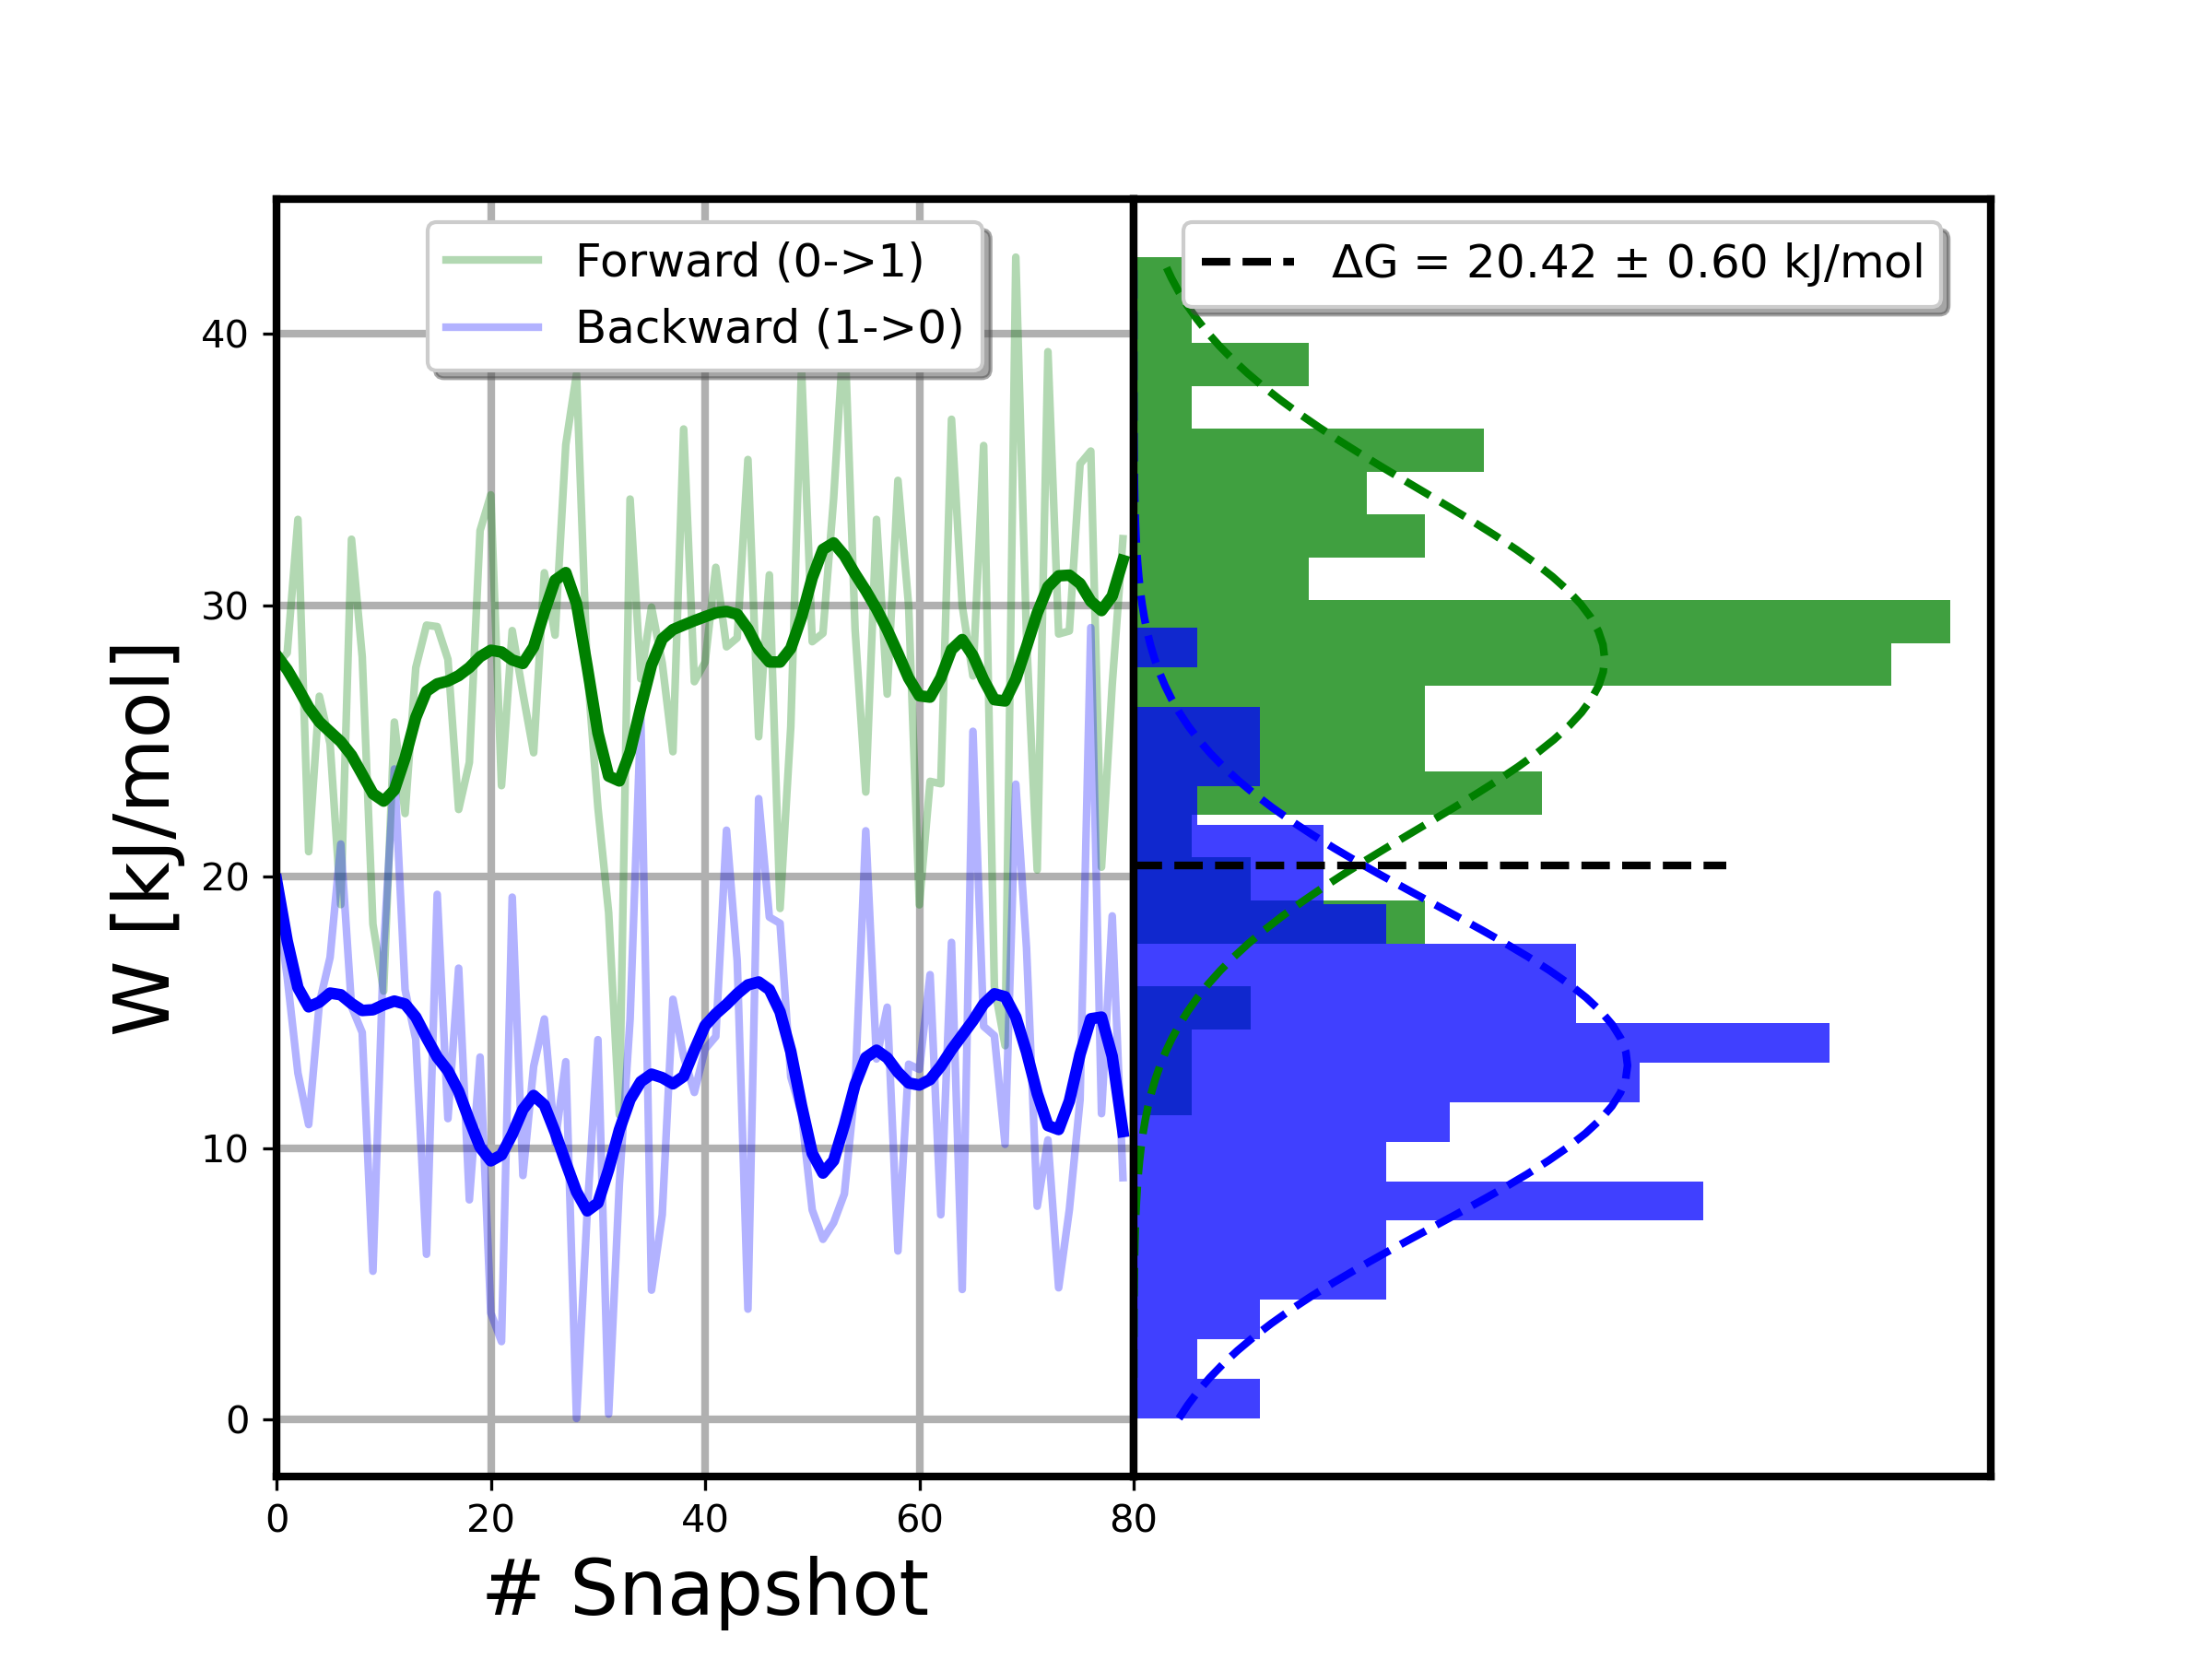 Forward (0->1)
Backward (1->0)
ΔG = 20.42 ± 0.60 kJ/mol
W [kJ/mol]
40
30
20
10
0
0 20 40 60 80
# Snapshot